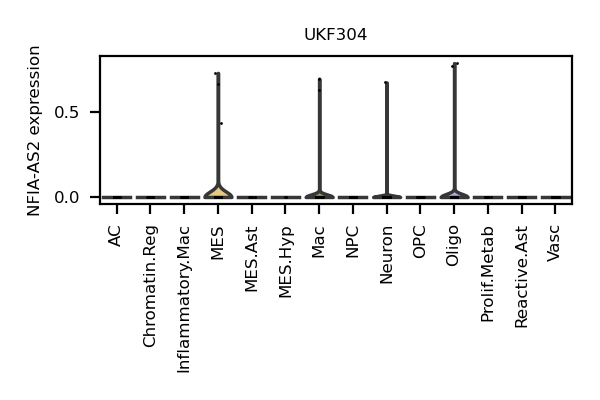 UKF304
NFIA-AS2 expression
0.5
0.0
AC
Chromatin.Reg
Inflammatory.Mac
MES
MES.Ast
MES.Hyp
Mac
NPC
Neuron
OPC
Oligo
Prolif.Metab
Reactive.Ast
Vasc